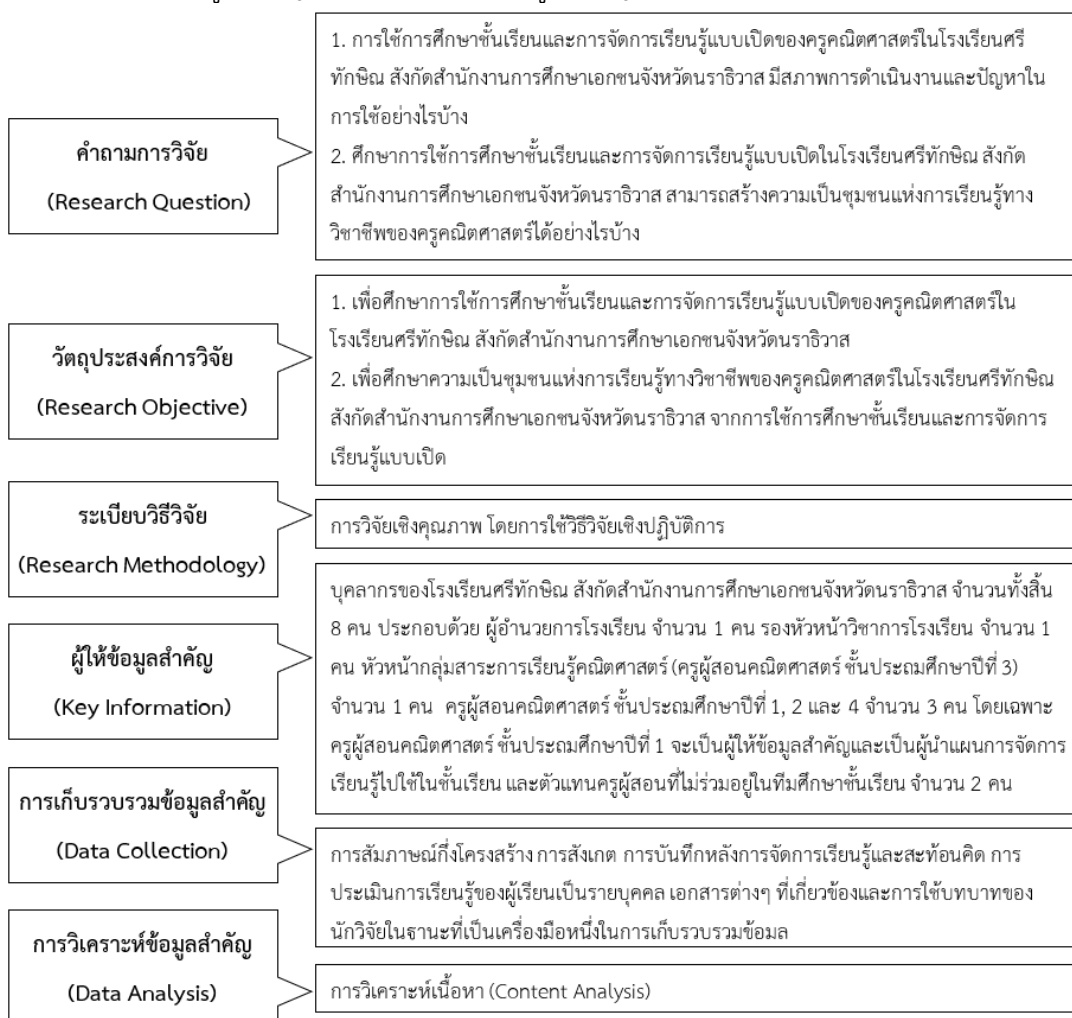 คำถามการวิจัย
(Research Question)
1. การใช้การศึกษาชั้นเรียนและการจัดการเรียนรู้แบบเปิดของครูคณิตศาสตร์ในโรงเรียนศรี
ทักษิณ สังกัดสำนักงานการศึกษาเอกชนจังหวัดนราธิวาส มีสภาพการดำเนินงานและปัญหาใน
การใช้อย่างไรบ้าง
2. ศึกษาการใช้การศึกษาชั้นเรียนและการจัดการเรียนรู้แบบเปิดในโรงเรียนศรีทักษิณ สังกัด
สำนักงานการศึกษาเอกชนจังหวัดนราธิวาส สามารถสร้างความเป็นชุมชนแห่งการเรียนรู้ทาง
วิชาชีพของครูคณิตศาสตร์ได้อย่างไรบ้าง
วัตถุประสงค์การวิจัย
(Research Objective)
1. เพื่อศึกษาการใช้การศึกษาชั้นเรียนและการจัดการเรียนรู้แบบเปิดของครูคณิตศาสตร์ใน
โรงเรียนศรีทักษิณ สังกัดสำนักงานการศึกษาเอกชนจังหวัดนราธิวาส
2. เพื่อศึกษาความเป็นชุมชนแห่งการเรียนรู้ทางวิชาชีพของครูคณิตศาสตร์ในโรงเรียนศรีทักษิณ
สังกัดสำนักงานการศึกษาเอกชนจังหวัดนราธิวาส จากการใช้การศึกษาชั้นเรียนและการจัดการ
เรียนรู้แบบเปิด
ระเบียบวิธีวิจัย
(Research Methodology)
การวิจัยเชิงคุณภาพ โดยการใช้วิธีวิจัยเชิงปฏิบัติการ
ผู้ให้ข้อมูลสำคัญ
(Key Information)
บุคลากรของโรงเรียนศรีทักษิณ สังกัดสำนักงานการศึกษาเอกชนจังหวัดนราธิวาส จำนวนทั้งสิ้น
8 คน ประกอบด้วย ผู้อำนวยการโรงเรียน จำนวน 1 คน รองหัวหน้าวิชาการโรงเรียน จำนวน 1
คน หัวหน้ากลุ่มสาระการเรียนรู้คณิตศาสตร์ (ครูผู้สอนคณิตศาสตร์ ชั้นประถมศึกษาปีที่ 3)
จำนวน 1 คน ครูผู้สอนคณิตศาสตร์ ชั้นประถมศึกษาปีที่ 1, 2 และ 4 จำนวน 3 คน โดยเฉพาะ
ครูผู้สอนคณิตศาสตร์ ชั้นประถมศึกษาปีที่ 1 จะเป็นผู้ให้ข้อมูลสำคัญและเป็นผู้นำแผนการจัดการ
เรียนรู้ไปใช้ในชั้นเรียน และตัวแทนครูผู้สอนที่ไม่ร่วมอยู่ในทีมศึกษาชั้นเรียน จำนวน 2 คน
การเก็บรวบรวมข้อมูลสำคัญ
(Data Collection)
การสัมภาษณ์กึ่งโครงสร้าง การสังเกต การบันทึกหลังการจัดการเรียนรู้และสะท้อนคิด การ
ประเมินการเรียนรู้ของผู้เรียนเป็นรายบุคคล เอกสารต่างๆ ที่เกี่ยวข้องและการใช้บทบาทของ
นักวิจัยในฐานะที่เป็นเครื่องมือหนึ่งในการเก็บรวบรวมข้อมูล
การวิเคราะห์ข้อมูลสำคัญ
(Data Analysis)
การวิเคราะห์เนื้อหา (Content Analysis)